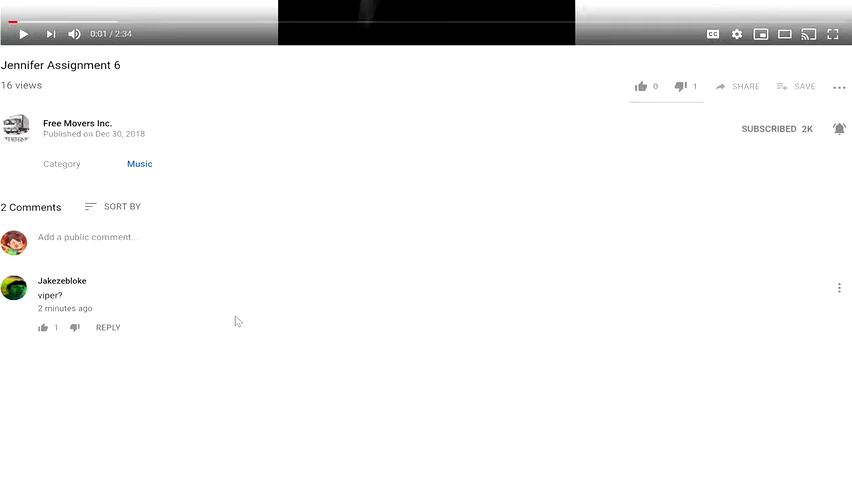 0:01 / 2:34
CC
Jennifer Assignment 6
16 views
0 1 SHARE SAVE
Free Movers Inc.
Published on Dec 30, 2018
SUBSCRIBED 2K
Category Music
2 Comments SORT BY
Add a public comment...
Jakezebloke
viper?
2 minutes ago
1 REPLY